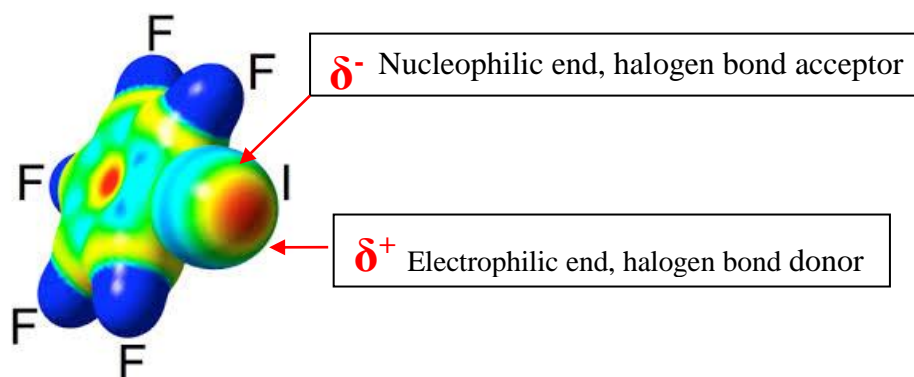 F
F
δ- Nucleophilic end, halogen bond acceptor
F
I
δ+ Electrophilic end, halogen bond donor
F
F